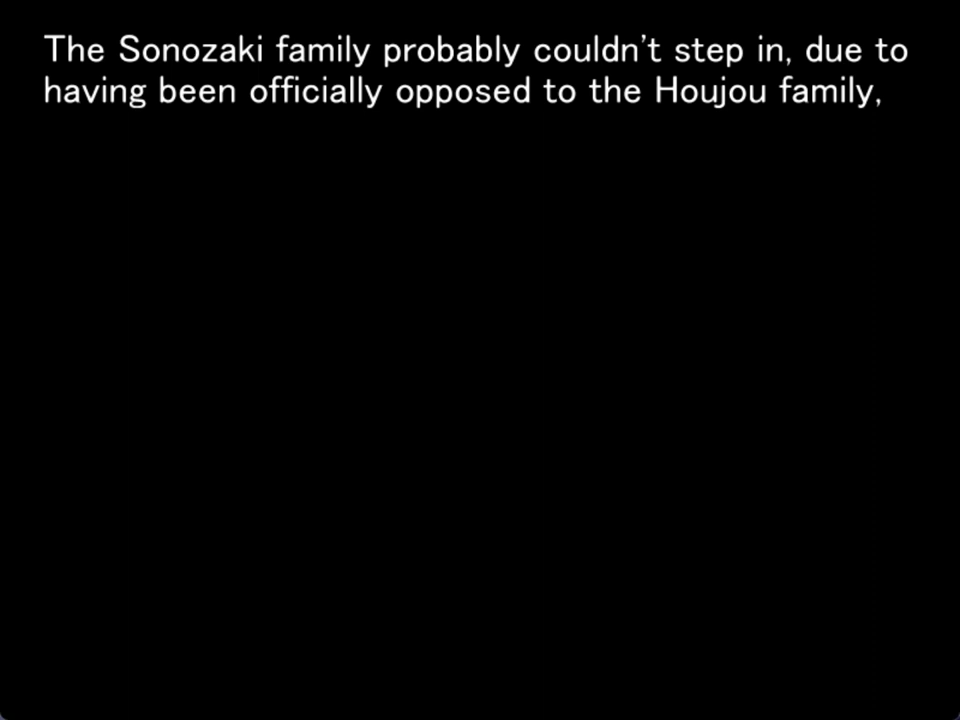 The Sonozaki family probably couldn't step in, due to
having been officially opposed to the Houjou family,